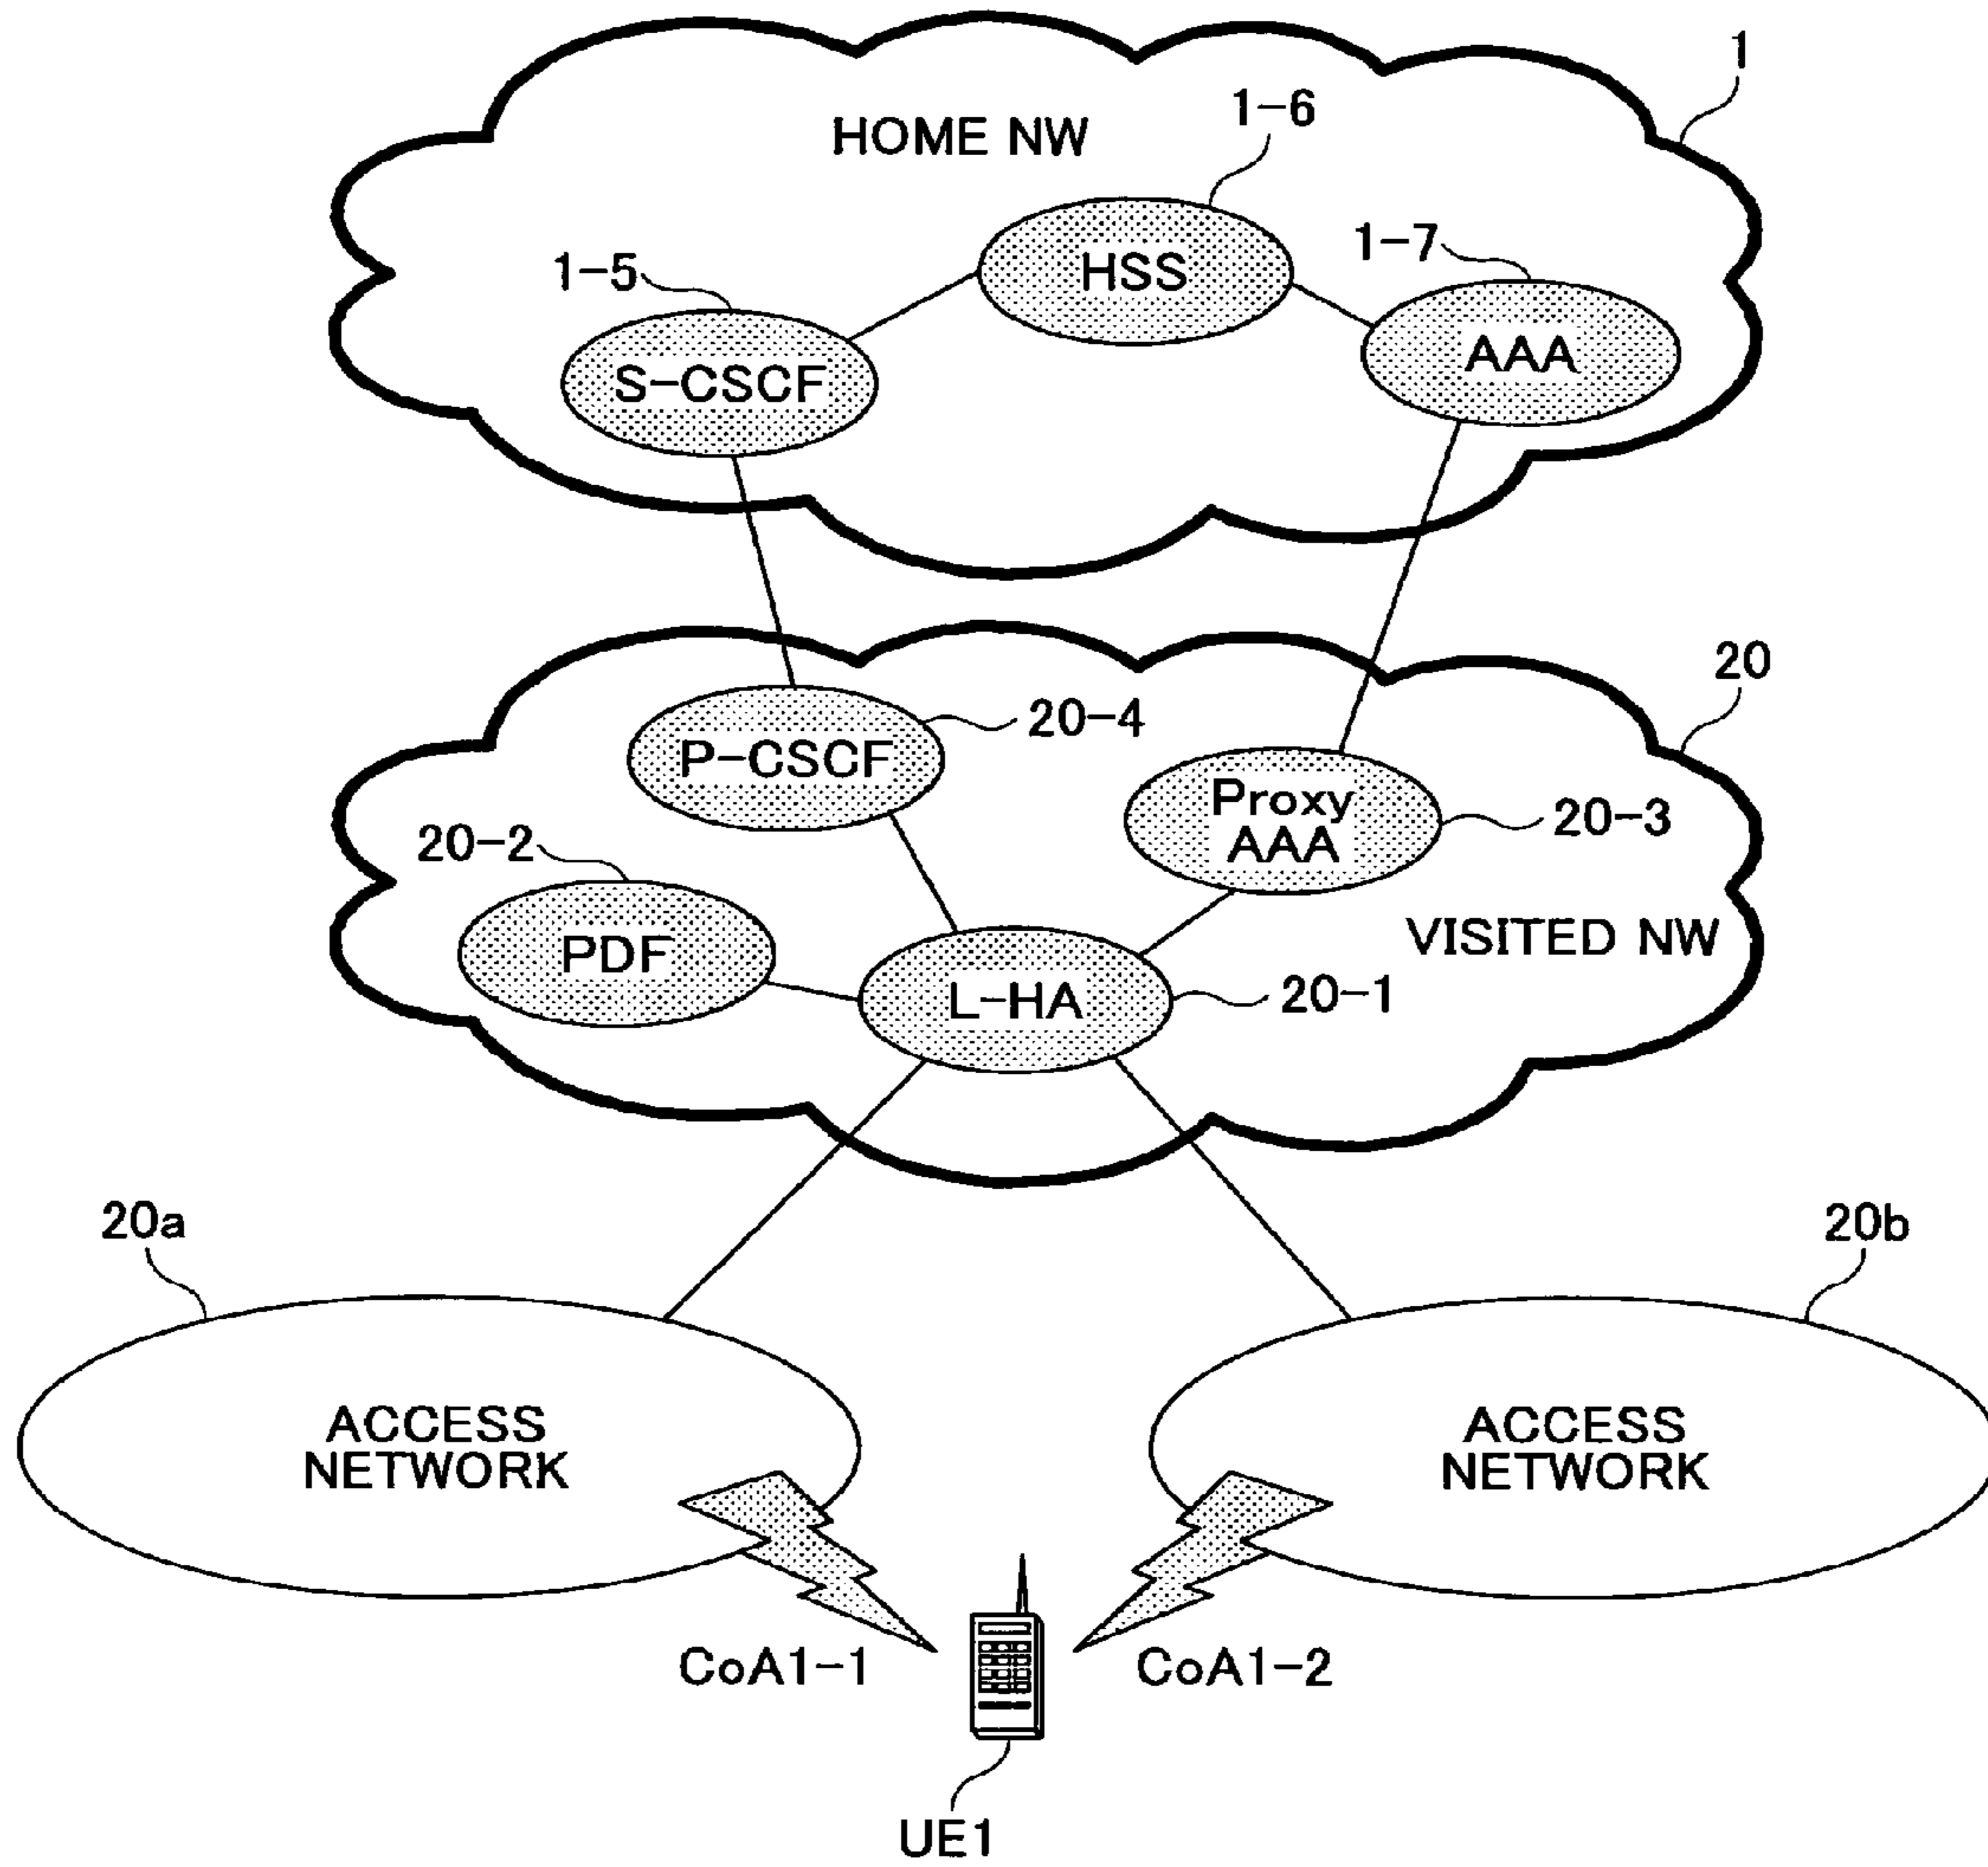 1
1-6
HOME NW
1-7
1-5
HSS
AAA
S-CSCF
20
20-4
P-CSCF
Proxy
AAA
20-3
20-2
VISITED NW
PDF
L-HA
20-1
20a
20b
ACCESS
NETWORK
ACCESS
NETWORK
CoA1-1
CoA1-2
UE1